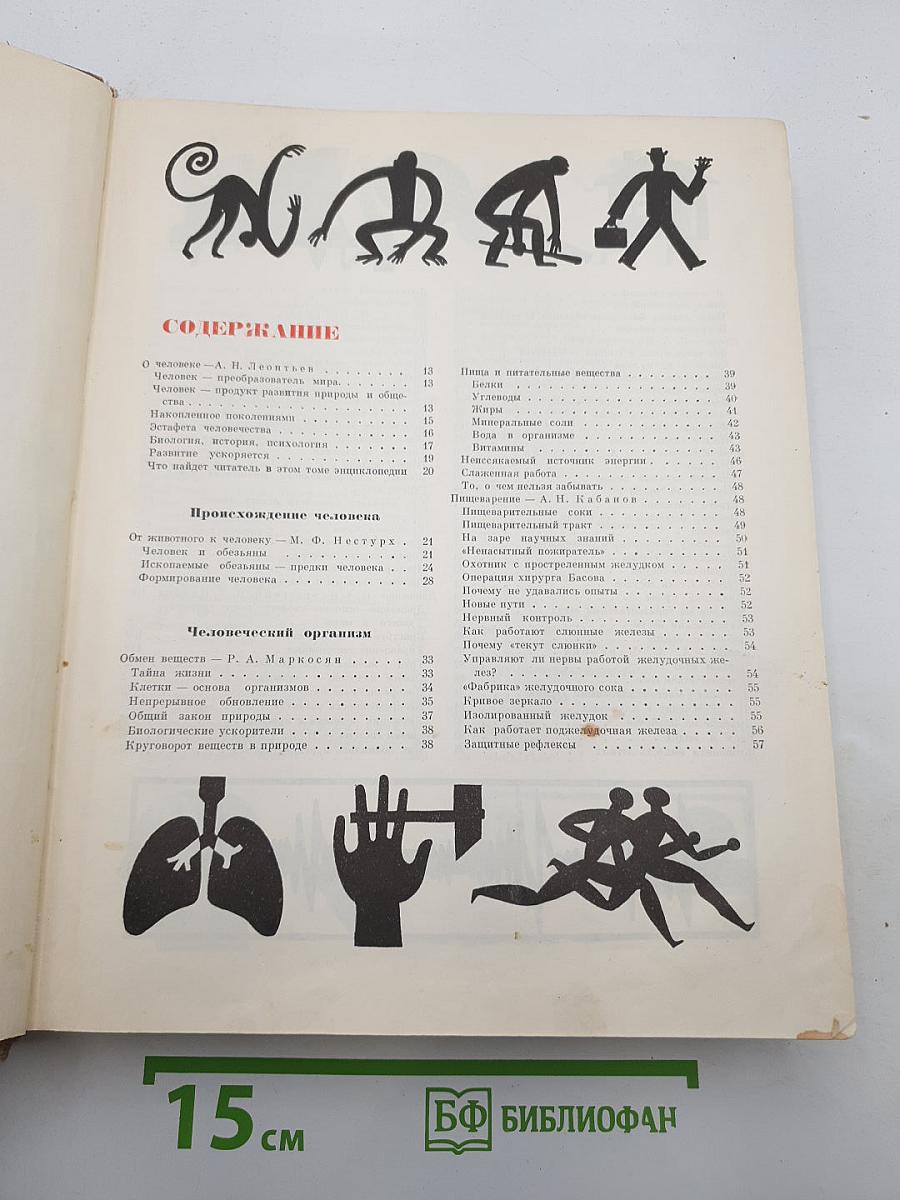 СОДЕРЖАНИЕ
О человеке — А. Н. Леонтьев . . . . . . . 13
Человек — преобразователь мира. . . . . . . 13
Человек — продукт развития природы и обще-
ства . . . . . . . . . . . . . . . . 13
Накопленное поколениями . . . . . . . . 15
Эстафета человечества . . . . . . . . . . 16
Биология, история, психология . . . . . . 17
Развитие ускоряется . . . . . . . . . . 19
Что найдет читатель в этом томе энциклопедии 20
Происхождение человека
От животного к человеку — М. Ф. Нестурх . 21
Человек и обезьяны . . . . . . . . . . 21
Ископаемые обезьяны — предки человека . . 24
Формирование человека . . . . . . . . . 28
Человеческий организм
Обмен веществ — Р. А. Маркосян . . . . . 33
Тайна жизни . . . . . . . . . . . . . . 33
Клетки — основа организмов . . . . . . . 34
Непрерывное обновление . . . . . . . . . 35
Общий закон природы . . . . . . . . . . 37
Биологические ускорители . . . . . . . . 38
Круговорот веществ в природе . . . . . . . 38
Пища и питательные вещества . . . . . . . 39
Белки . . . . . . . . . . . . . . . 39
Углеводы . . . . . . . . . . . . . . 40
Жиры . . . . . . . . . . . . . . . 41
Минеральные соли . . . . . . . . . . 42
Вода в организме . . . . . . . . . . 43
Витамины . . . . . . . . . . . . . 43
Неиссякаемый источник энергии . . . . . . 46
Слаженная работа . . . . . . . . . . . 47
То, о чем нельзя забывать . . . . . . . . 48
Пищеварение — А. Н. Кабанов . . . . . . . 48
Пищеварительные соки . . . . . . . . . . 48
Пищеварительный тракт . . . . . . . . . 49
На заре научных знаний . . . . . . . . . 50
«Ненасытный пожиратель» . . . . . . . . 51
Охотник с простреленным желудком . . . . . 51
Операция хирурга Басова . . . . . . . . . 52
Почему не удавались опыты . . . . . . . . 52
Новые пути . . . . . . . . . . . . . . 52
Нервный контроль . . . . . . . . . . . 53
Как работают слюнные железы . . . . . . 53
Почему «текут слюнки» . . . . . . . . . 54
Управляют ли нервы работой желудочных же-
лез? . . . . . . . . . . . . . . . . 54
«Фабрика» желудочного сока . . . . . . . . 55
Кривое зеркало . . . . . . . . . . . . . 55
Изолированный желудок . . . . . . . . . 55
Как работает поджелудочная железа . . . . . 56
Защитные рефлексы . . . . . . . . . . . 57
15 см
БФ БИБЛИОФАН